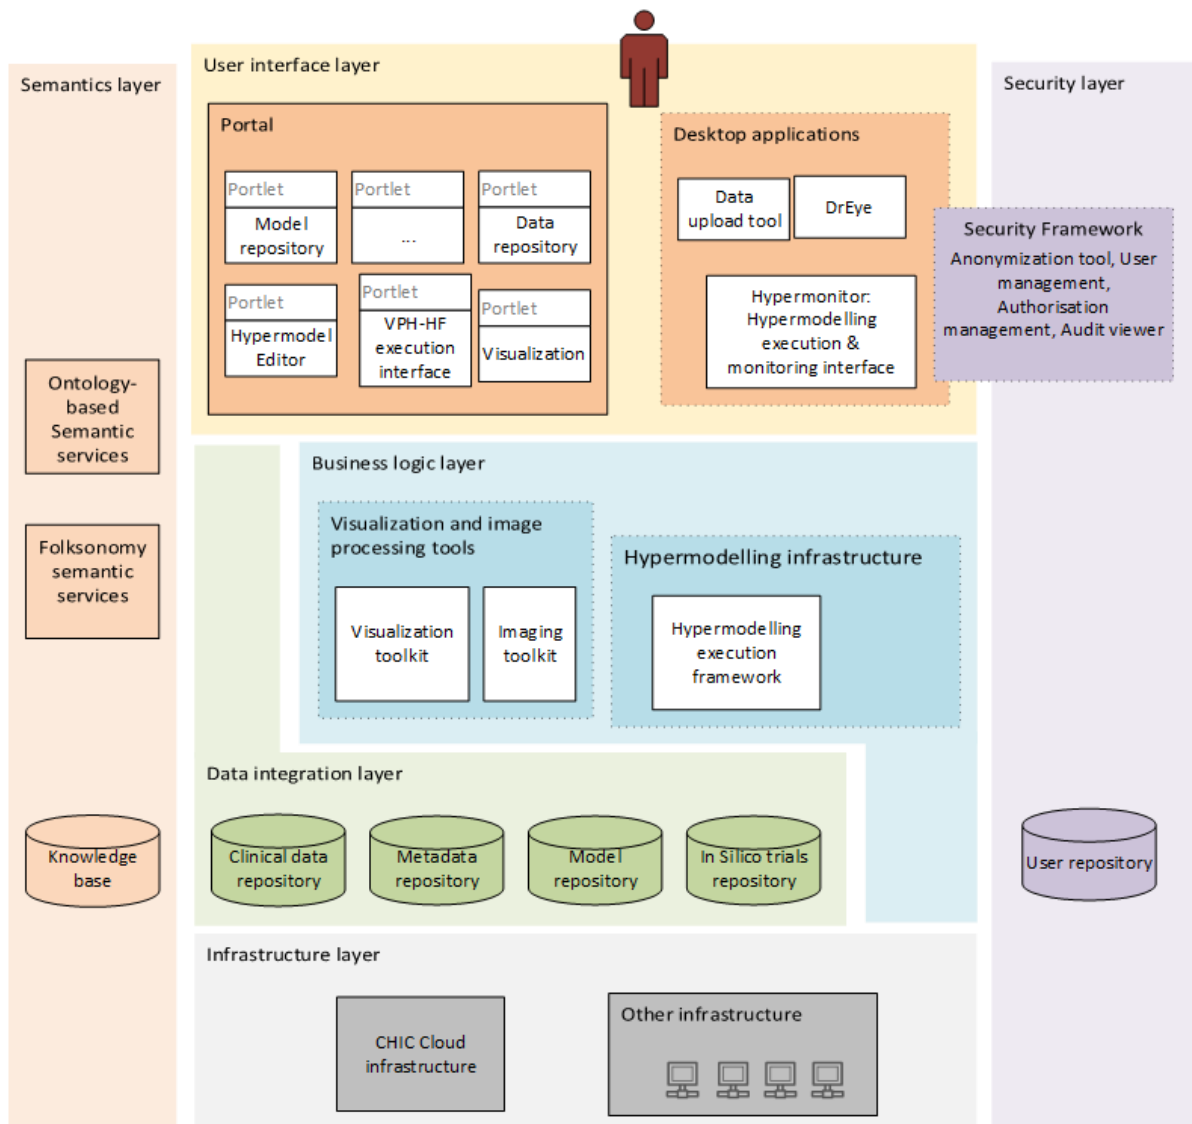 User interface layer
Semantics layer
Security layer
Portal
Desktop applications
Portlet
Model
repository
Portlet
...
Portlet
Data
repository
Data
upload tool
DrEye
Security Framework
Anonymization tool, User
management,
Authorisation
management, Audit viewer
Portlet
Hypermodel
Editor
Portlet
VPH-HF
execution
interface
Portlet
Visualization
Hypermonitor:
Hypermodelling
execution &
monitoring interface
Ontology-
based
Semantic
services
Business logic layer
Visualization and image
processing tools
Hypermodelling infrastructure
Folksonomy
semantic
services
Visualization
toolkit
Imaging
toolkit
Hypermodelling
execution
framework
Data integration layer
Knowledge
base
Clinical data
repository
Metadata
repository
Model
repository
In Silico trials
repository
User repository
Infrastructure layer
CHIC Cloud
infrastructure
Other infrastructure